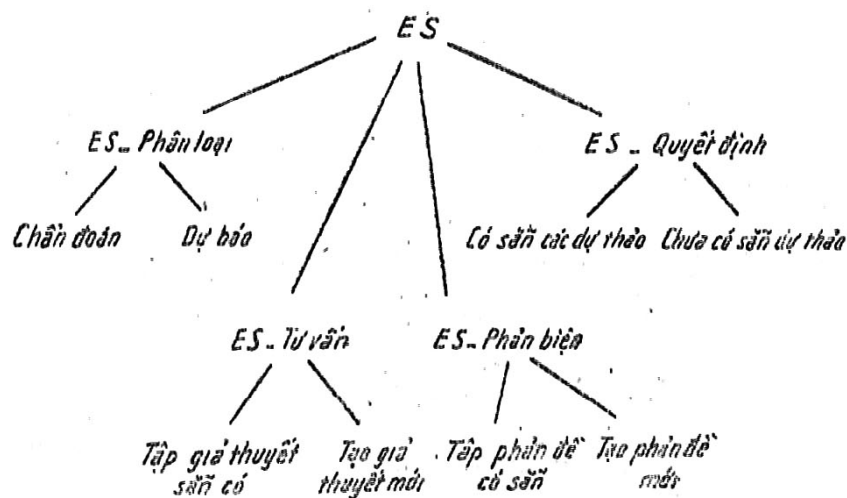 ES
ES - Phân loại
ES - Quyết định
Chẩn đoán
Dự báo
Có sẵn các dự thảo
Chưa có sẵn dự thảo
ES - Tư vấn
ES - Phản biện
Tập giả thuyết
sẵn có
Tạo giả
thuyết mới
Tập phản đề
có sẵn
Tạo phản đề
mới